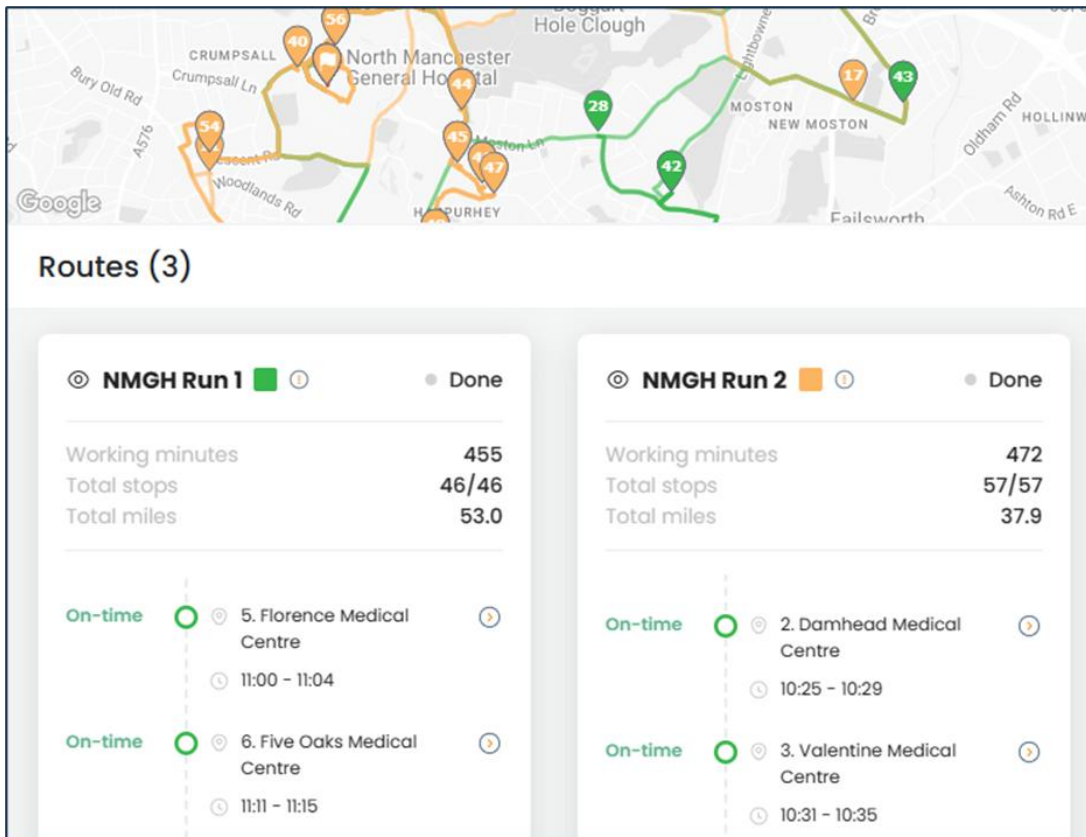 Hole Clough
56
40
CRUMPSALL
North Manchester
General Hospital
Crumpsall Ln
Bury Old Rd
A576
44
28
17
43
MOSTON
NEW MOSTON
Oldham Rd
HOLLINW
Lightbowne
54
45
Moston Ln
47
42
Woodlands Rd
Google
Failsworth
Ashton Rd E
Routes (3)
NMGH Run 1
Done
Working minutes 455
Total stops 46/46
Total miles 53.0
On-time
5. Florence Medical
Centre
11:00 - 11:04
On-time
6. Five Oaks Medical
Centre
11:11 - 11:15
NMGH Run 2
Done
Working minutes 472
Total stops 57/57
Total miles 37.9
On-time
2. Damhead Medical
Centre
10:25 - 10:29
On-time
3. Valentine Medical
Centre
10:31 - 10:35